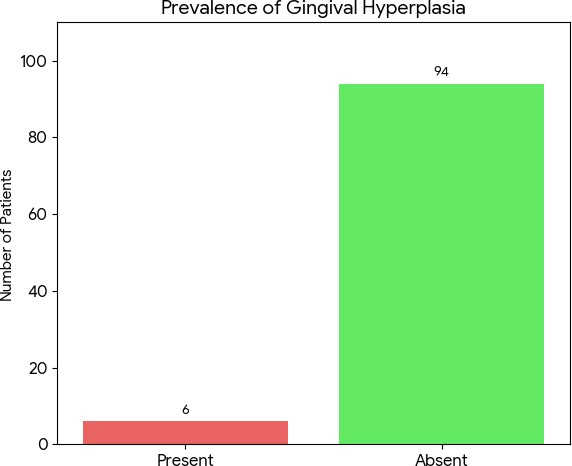 Prevalence of Gingival Hyperplasia
Number of Patients
100
80
60
40
20
0
94
6
Present
Absent